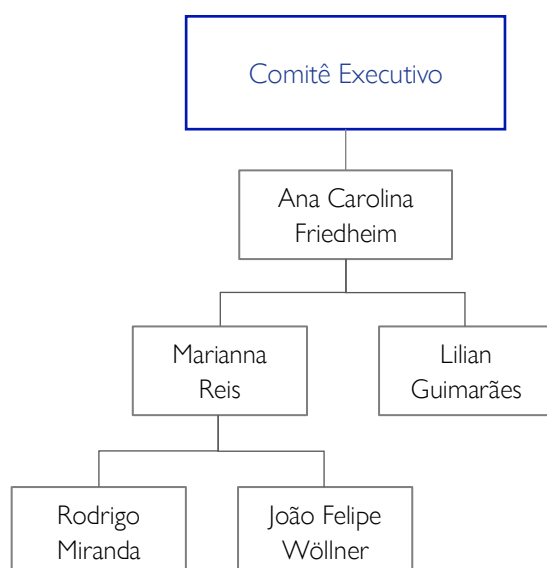 Comitê Executivo
Ana Carolina
Friedheim
Marianna
Reis
Lilian
Guimarães
Rodrigo
Miranda
João Felipe
Wöllner